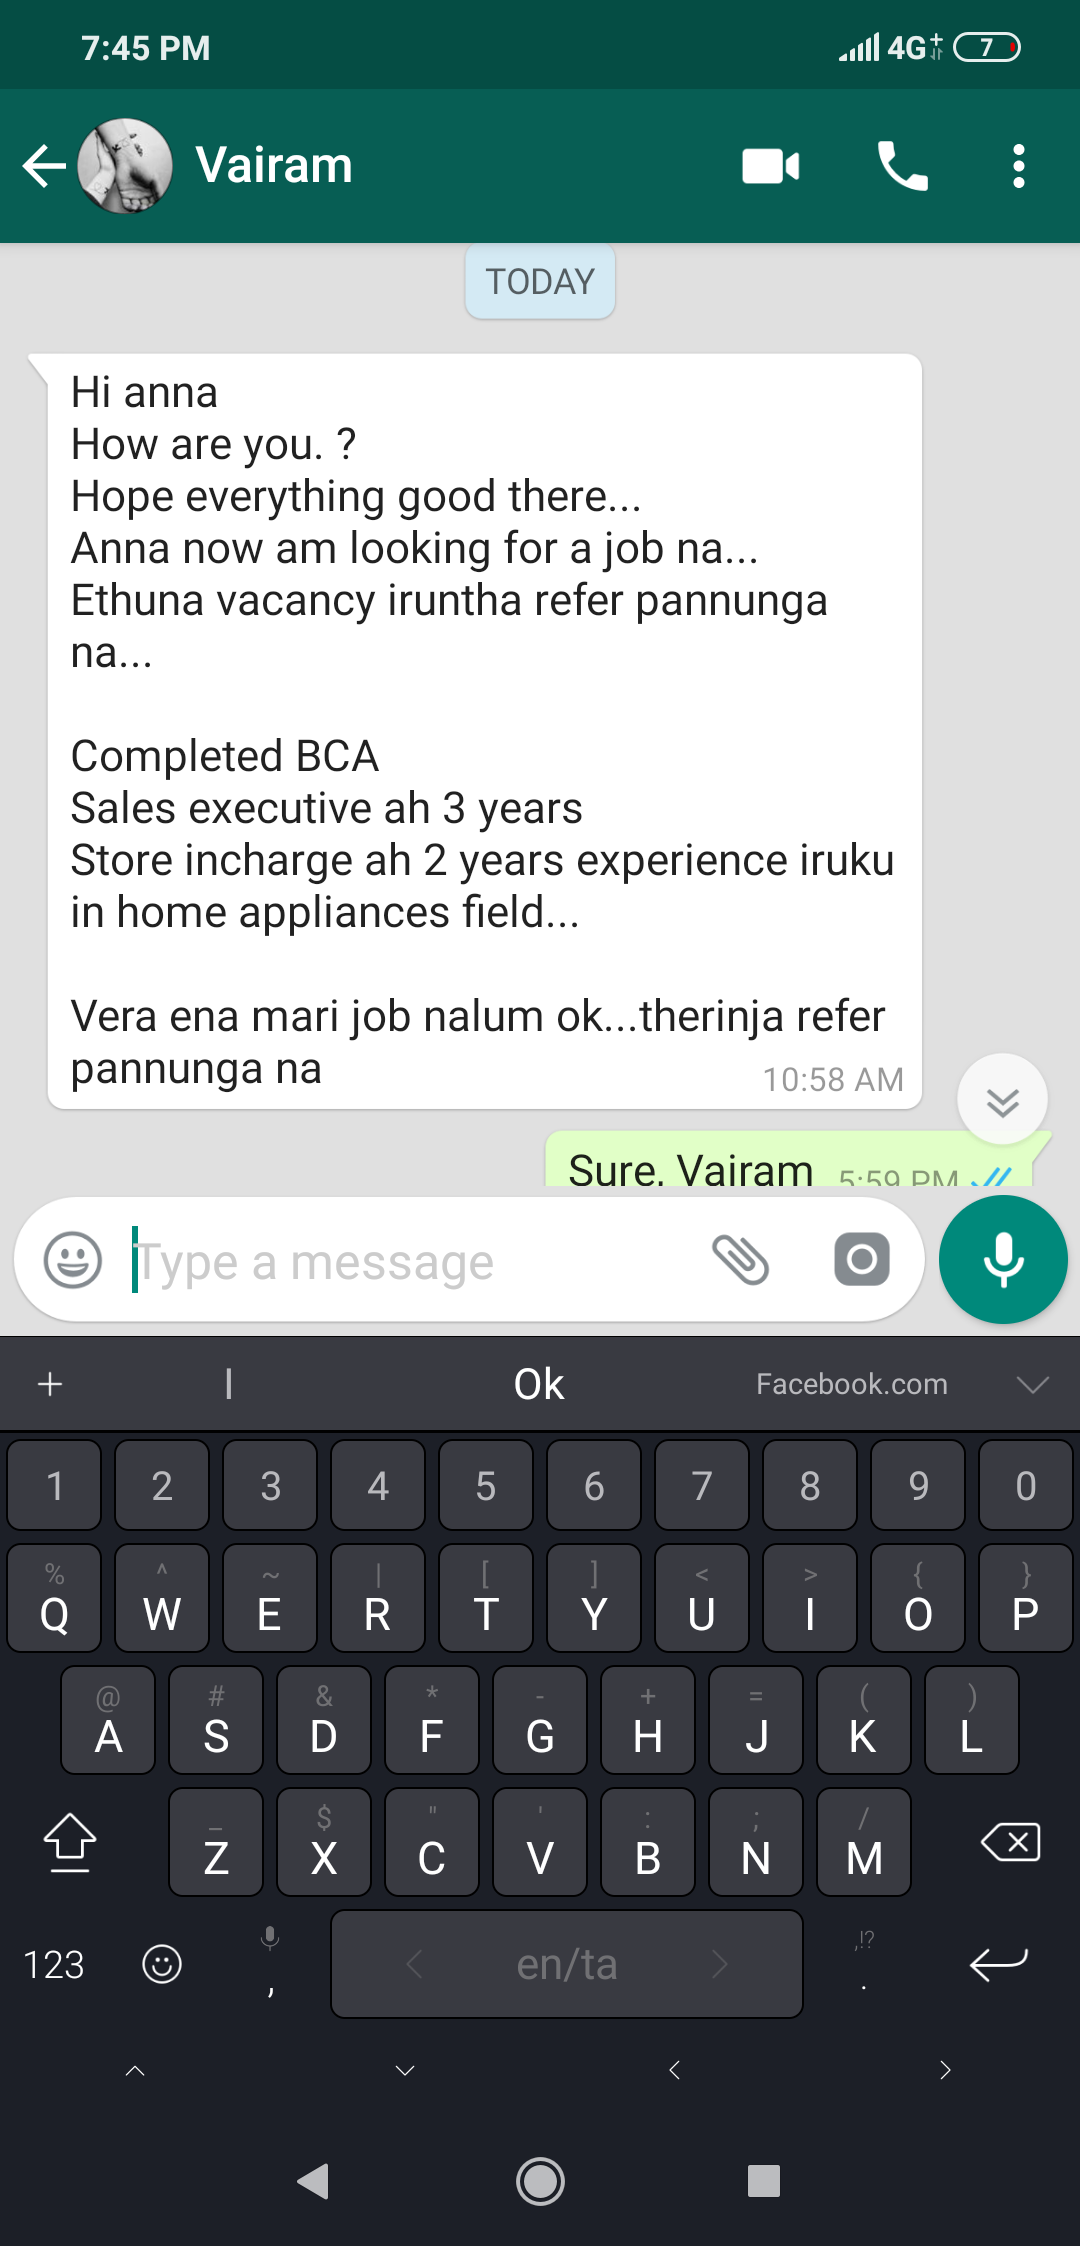 7:45 PM
4G+ 7
Vairam
TODAY
Hi anna
How are you. ?
Hope everything good there...
Anna now am looking for a job na...
Ethuna vacancy iruntha refer pannunga
na...
Completed BCA
Sales executive ah 3 years
Store incharge ah 2 years experience iruku
in home appliances field...
Vera ena mari job nalum ok...therinja refer
pannunga na
10:58 AM
Sure, Vairam 5:59 PM
Type a message
+ I Ok Facebook.com
1 2 3 4 5 6 7 8 9 0
% ^ ~ | [ ] < > { }
Q W E R T Y U I O P
@ # & * - + = ( )
A S D F G H J K L
_ $ " ' : ; /
Z X C V B N M
123 , < en/ta > ,!? .